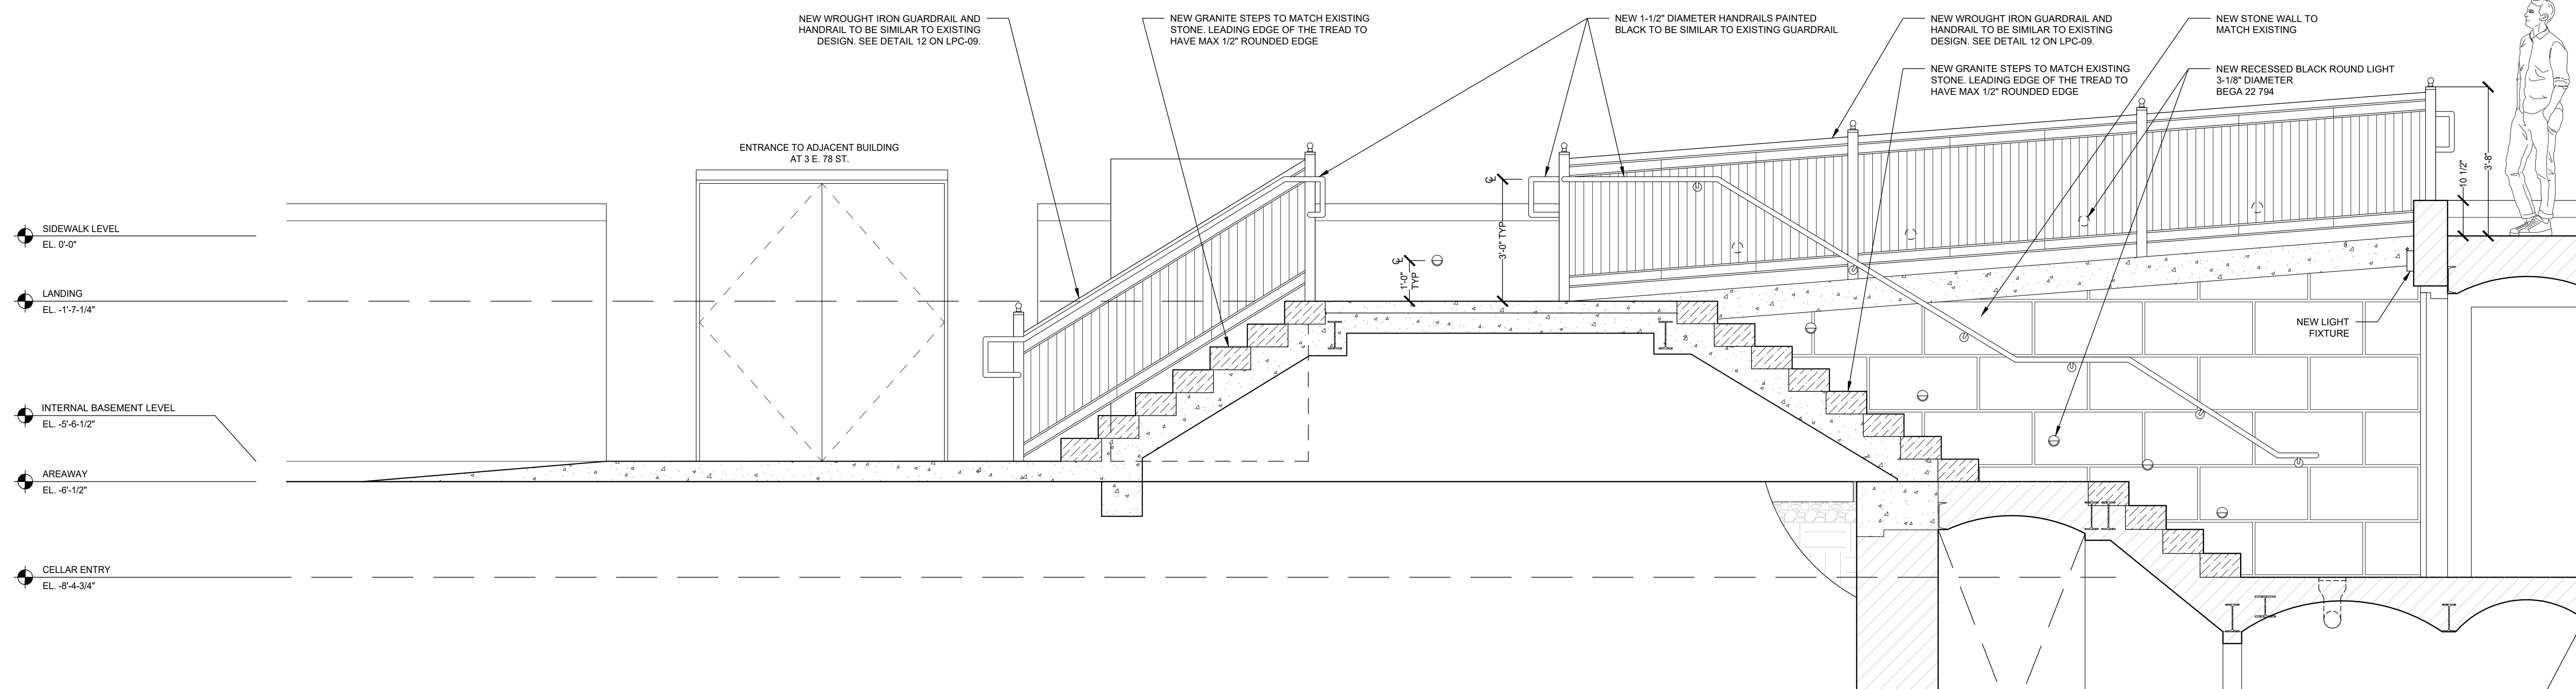 NEW WROUGHT IRON GUARDRAIL AND
HANDRAIL TO BE SIMILAR TO EXISTING
DESIGN. SEE DETAIL 12 ON LPC-09.
NEW GRANITE STEPS TO MATCH EXISTING
STONE. LEADING EDGE OF THE TREAD TO
HAVE MAX 1/2" ROUNDED EDGE
NEW 1-1/2" DIAMETER HANDRAILS PAINTED
BLACK TO BE SIMILAR TO EXISTING GUARDRAIL
NEW WROUGHT IRON GUARDRAIL AND
HANDRAIL TO BE SIMILAR TO EXISTING
DESIGN. SEE DETAIL 12 ON LPC-09.
NEW GRANITE STEPS TO MATCH EXISTING
STONE. LEADING EDGE OF THE TREAD TO
HAVE MAX 1/2" ROUNDED EDGE
NEW STONE WALL TO
MATCH EXISTING
NEW RECESSED BLACK ROUND LIGHT
3-1/8" DIAMETER
BEGA 22 794
ENTRANCE TO ADJACENT BUILDING
AT 3 E. 78 ST.
10 1/2"
3'-8"
SIDEWALK LEVEL
EL. 0'-0"
CL
3'-0" TYP
CL
1'-0"
TYP
LANDING
EL. -1'-7-1/4"
NEW LIGHT
FIXTURE
INTERNAL BASEMENT LEVEL
EL. -5'-6-1/2"
AREAWAY
EL. -6'-1/2"
CELLAR ENTRY
EL. -8'-4-3/4"